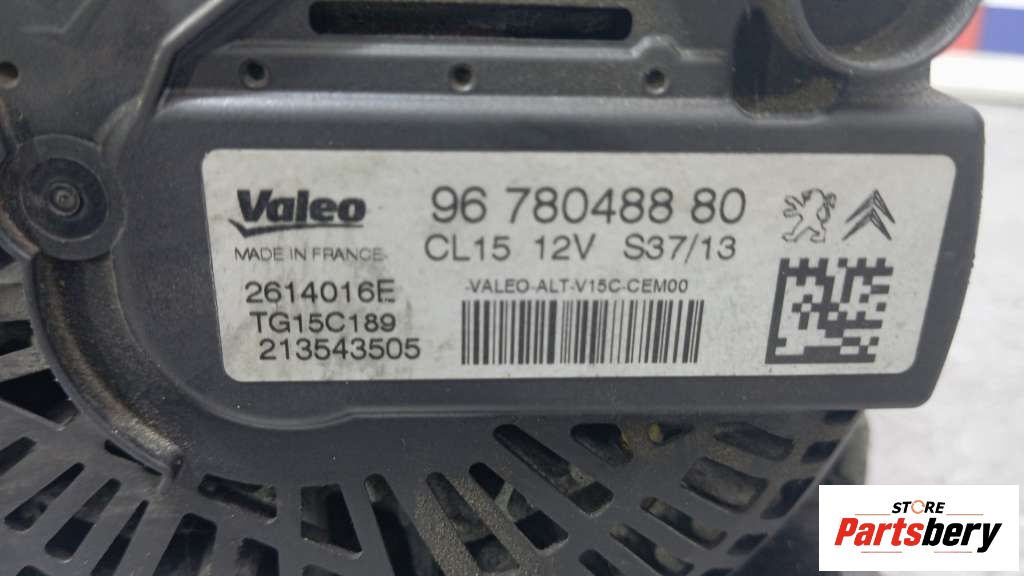 Valeo
MADE IN FRANCE
96 780488 80
CL15 12V S37/13
2614016E
TG15C189
213543505
-VALEO-ALT-V15C-CEM00
STORE
Partsbery